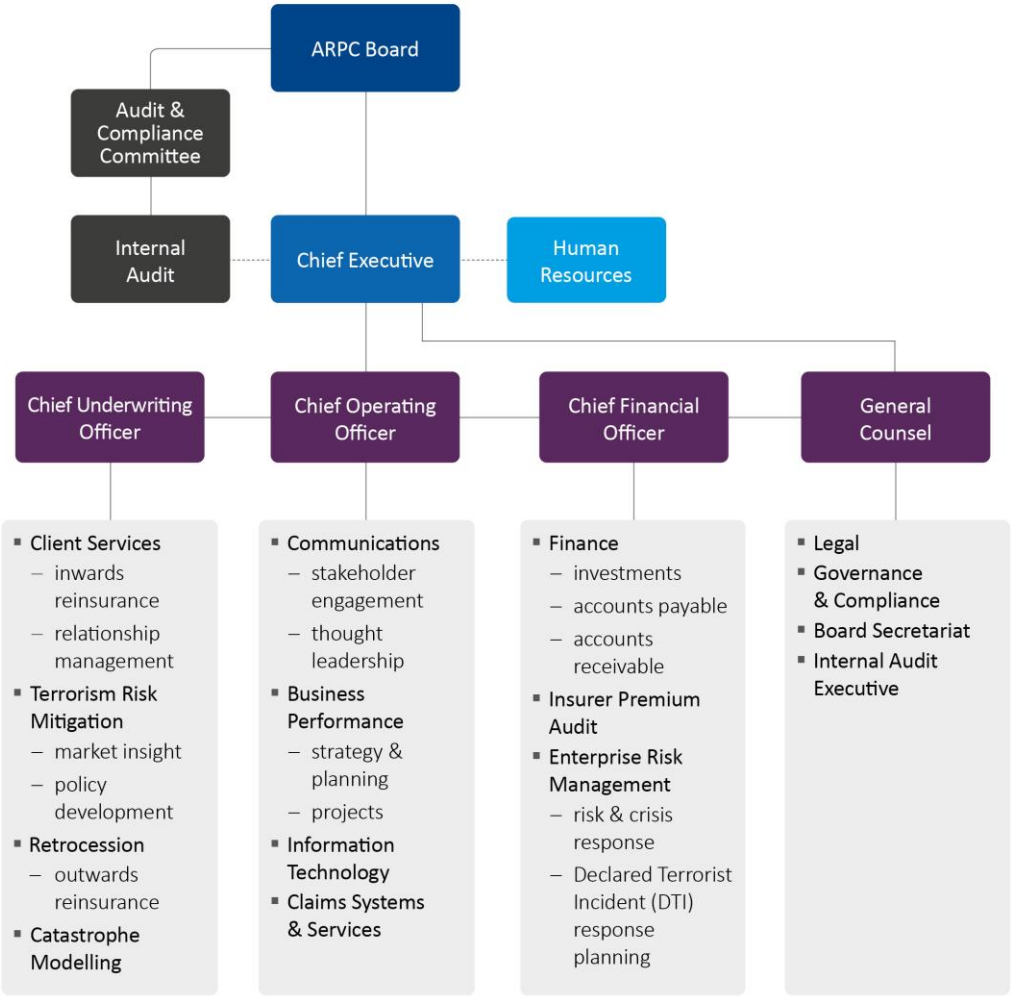 ARPC Board
Audit &
Compliance
Committee
Internal
Audit
Chief Executive
Human
Resources
Chief Underwriting
Officer
Chief Operating
Officer
Chief Financial
Officer
General
Counsel
▪ Client Services
– inwards
reinsurance
– relationship
management
▪ Terrorism Risk
Mitigation
– market insight
– policy
development
▪ Retrocession
– outwards
reinsurance
▪ Catastrophe
Modelling
▪ Communications
– stakeholder
engagement
– thought
leadership
▪ Business
Performance
– strategy &
planning
– projects
▪ Information
Technology
▪ Claims Systems
& Services
▪ Finance
– investments
– accounts payable
– accounts
receivable
▪ Insurer Premium
Audit
▪ Enterprise Risk
Management
– risk & crisis
response
– Declared Terrorist
Incident (DTI)
response
planning
▪ Legal
▪ Governance
& Compliance
▪ Board Secretariat
▪ Internal Audit
Executive